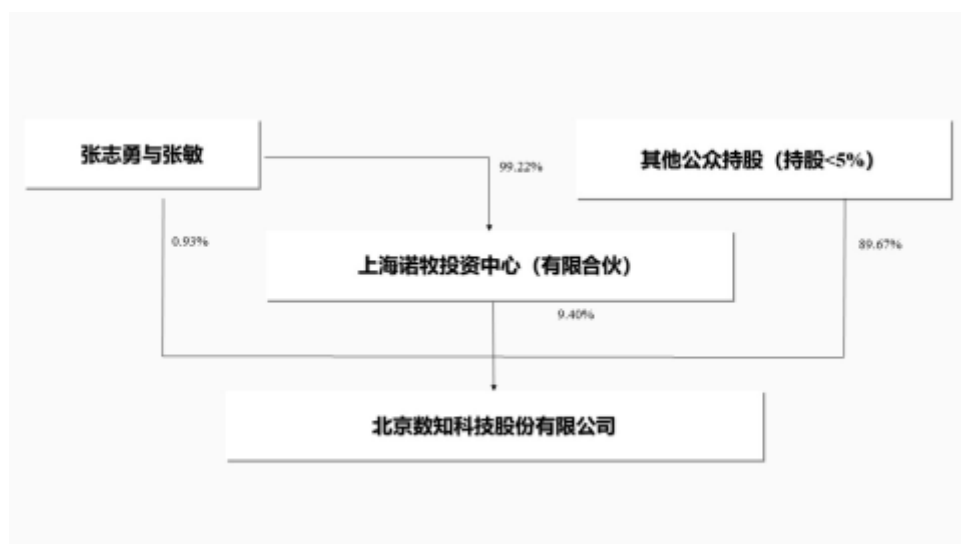 张志勇与张敏
其他公众持股（持股<5%）
99.22%
0.93%
89.67%
上海诺牧投资中心（有限合伙）
9.40%
北京数知科技股份有限公司